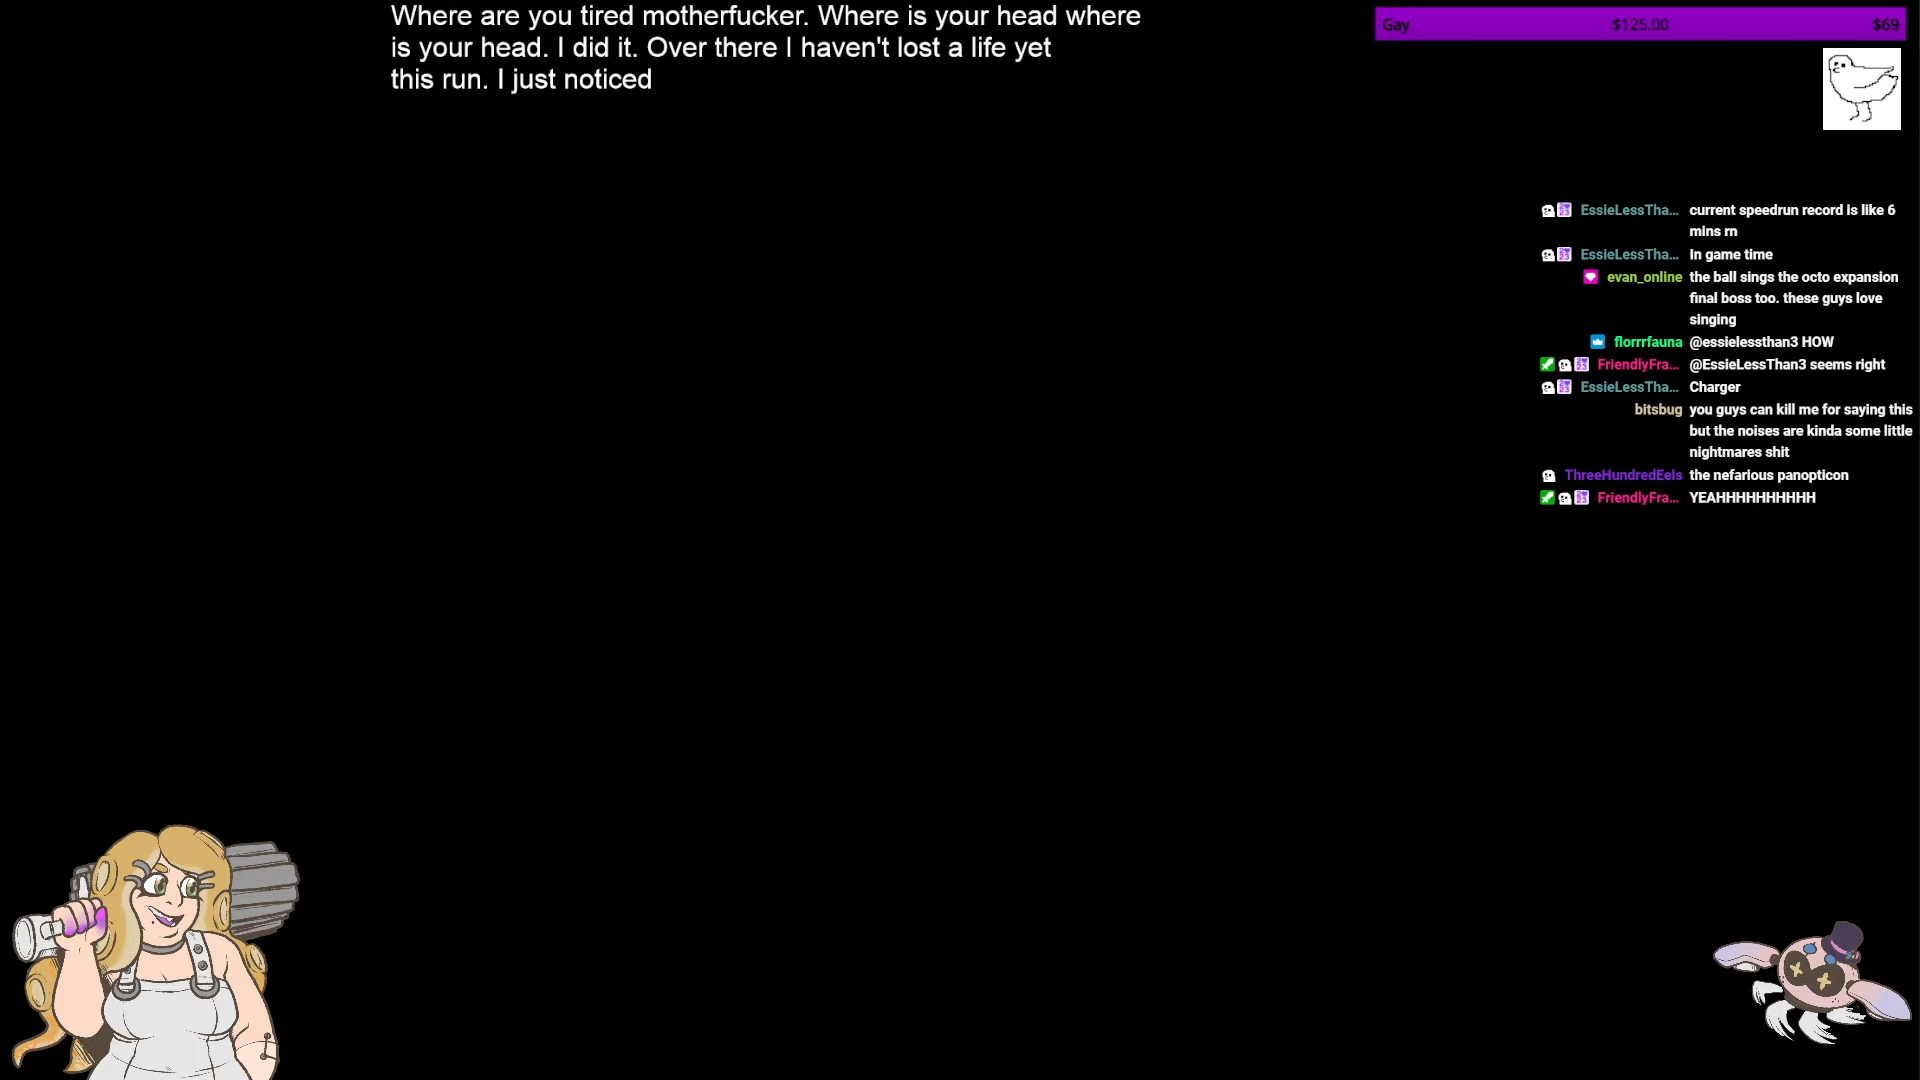 Where are you tired motherfucker. Where is your head where
is your head. I did it. Over there I haven't lost a life yet
this run. I just noticed
Gay $125.00 $69
EssieLessTha... current speedrun record is like 6
mins rn
EssieLessTha... In game time
evan_online the ball sings the octo expansion
final boss too. these guys love
singing
florrrfauna @essielessthan3 HOW
FriendlyFra... @EssieLessThan3 seems right
EssieLessTha... Charger
bitsbug you guys can kill me for saying this
but the noises are kinda some little
nightmares shit
ThreeHundredEels the nefarious panopticon
FriendlyFra... YEAHHHHHHHHHH